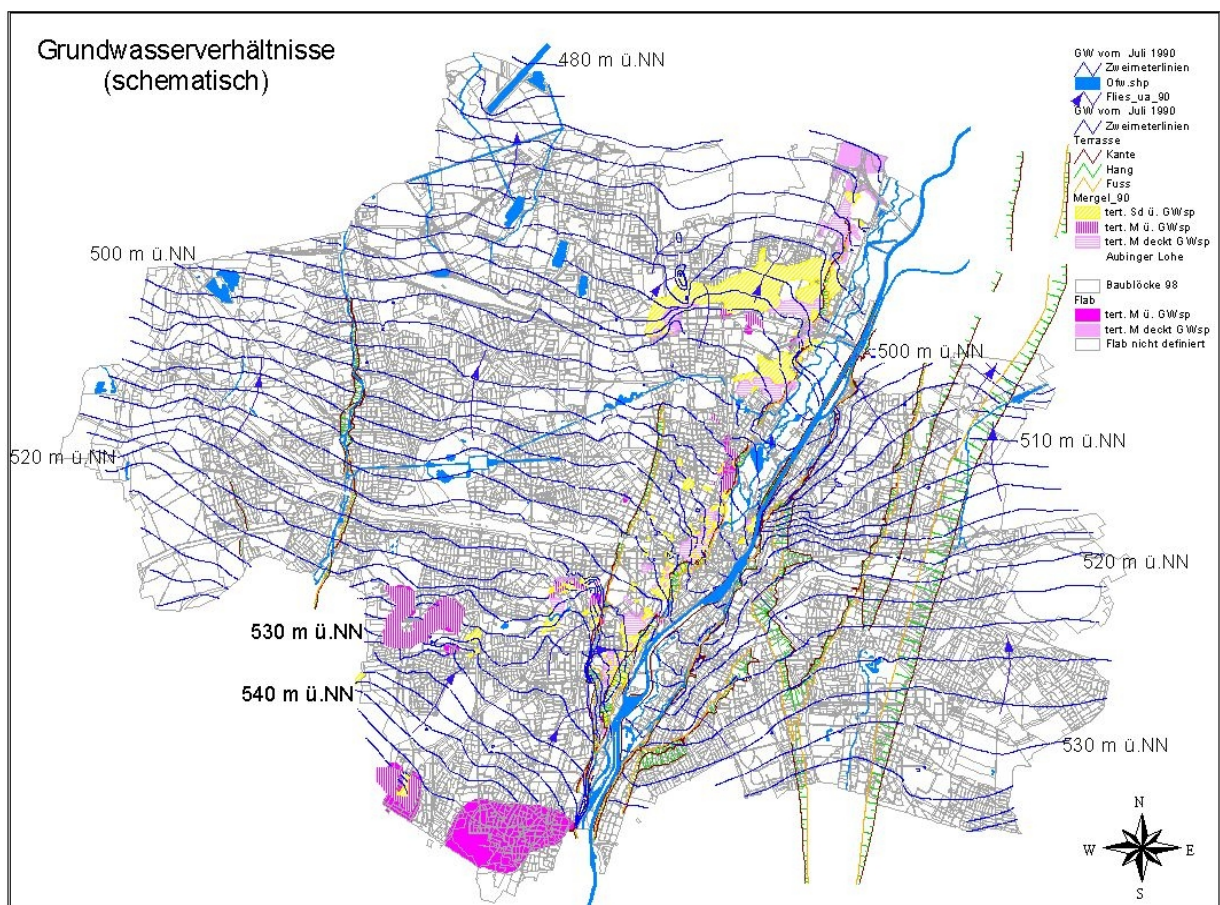 Grundwasserverhältnisse
(schematisch)
480 m ü.NN
500 m ü.NN
520 m ü.NN
530 m ü.NN
540 m ü.NN
500 m ü.NN
510 m ü.NN
520 m ü.NN
530 m ü.NN
GW vom Juli 1990
Zweimeterlinien
Ofw.shp
Flies_ua_90
GW vom Juli 1990
Zweimeterlinien
Terrasse
Kante
Hang
Fuss
Mergel_90
tert. Sd ü. GWsp
tert. M ü. GWsp
tert. M deckt GWsp
Aubinger Lohe
Baublöcke 98
Flab
tert. M ü. GWsp
tert. M deckt GWsp
Flab nicht definiert
N
W E
S